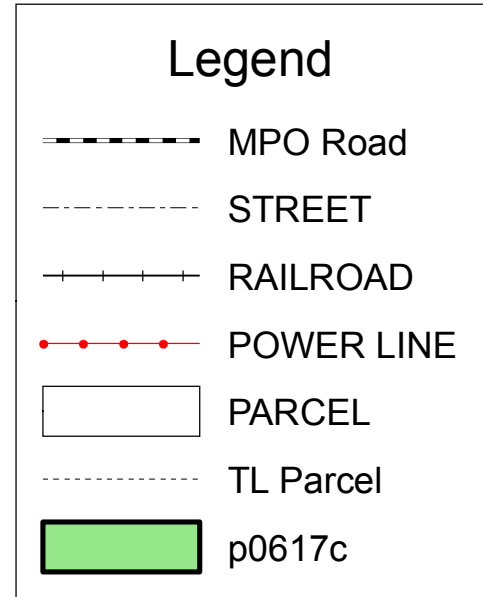 Legend
MPO Road
STREET
RAILROAD
POWER LINE
PARCEL
TL Parcel
p0617c